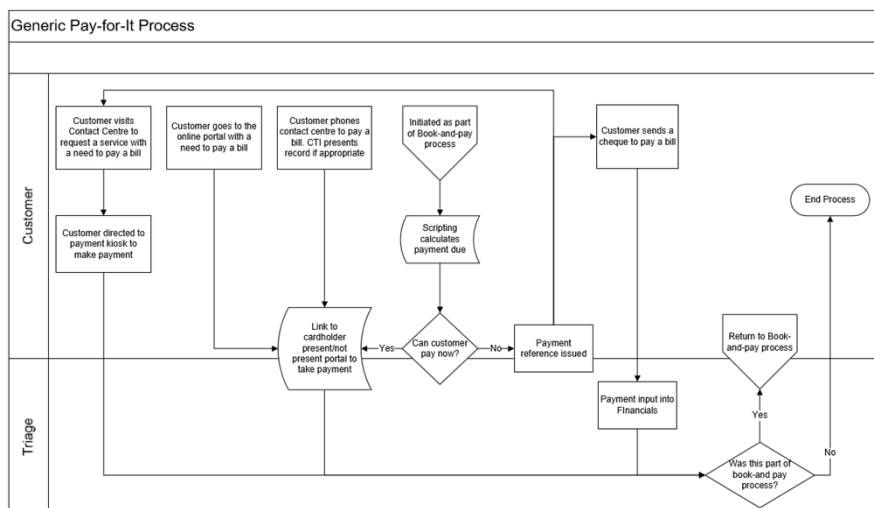 Generic Pay-for-It Process
Customer
Customer visits
Contact Centre to
request a service with
a need to pay a bill
Customer goes to the
online portal with a
need to pay a bill
Customer phones
contact centre to pay a
bill. CTI presents
record if appropriate
Initiated as part
of Book-and-pay
process
Customer sends a
cheque to pay a bill
End Process
Customer directed to
payment kiosk to
make payment
Scripting
calculates
payment due
Link to
cardholder
present/not
present portal to
take payment
Yes
Can customer
pay now?
No
Payment
reference issued
Return to Book-
and-pay process
Triage
Payment input into
FInancials
Yes
No
Was this part of
book-and pay
process?